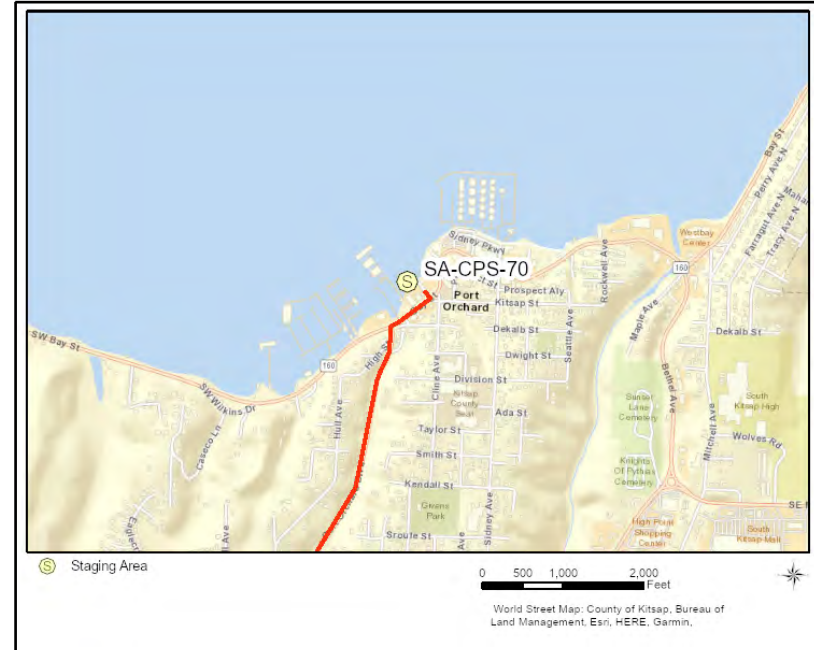 Bay St
Perry Ave N
Mahan
Farragut Ave N
Tracy Ave N
Westbay
Center
160
Sidney Pkwy
Rockwell Ave
SA-CPS-70
S
Prospect Aly
Port
Orchard
Kitsap St
Maple Ave
Dekalb St
Dekalb St
SW Bay St
160
High St
Dwight St
Seattle Ave
Cline Ave
Division St
Bethel Ave
SW Wilkins Dr
Kitsap
County
Seat
Ada St
Sunset
Lane
Cemetery
South
Kitsap High
Hull Ave
Caseco Ln
Taylor St
Mitchell Ave
Wolves Rd
Smith St
Knights
Of Pythias
Cemetery
Kendall St
Givens
Park
Sidney Ave
SE
High Point
Shopping
Center
South
Kitsap Mall
Sroufe St
Ave
S Staging Area
0 500 1,000 2,000
Feet
World Street Map: County of Kitsap, Bureau of
Land Management, Esri, HERE, Garmin,